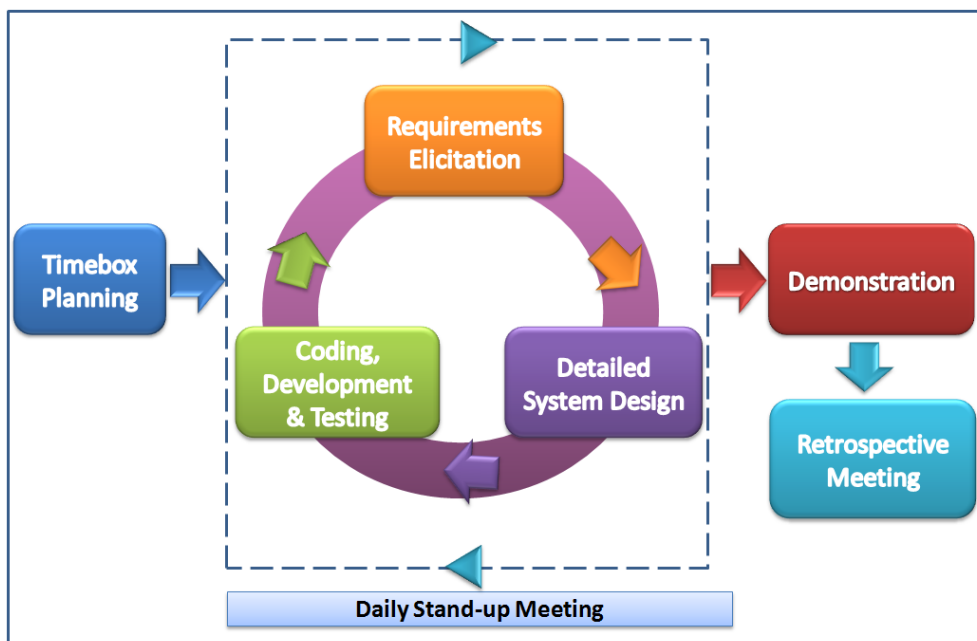 Timebox
Planning
Requirements
Elicitation
Detailed
System Design
Coding,
Development
& Testing
Demonstration
Retrospective
Meeting
Daily Stand-up Meeting